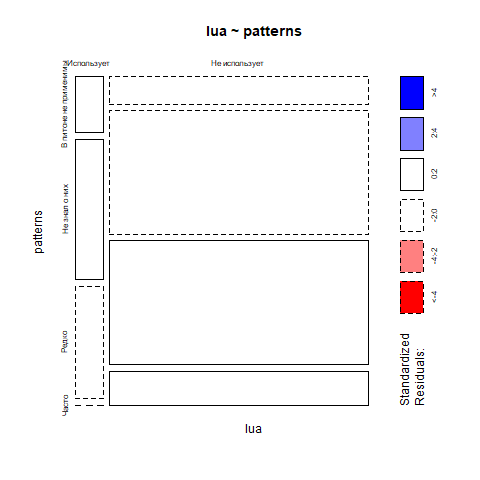 lua ~ patterns
Использует
Не использует
В питоне не применимы
Не знал о них
Редко
Часто
patterns
lua
>4
2:4
0:2
-2:0
-4:-2
<-4
Standardized
Residuals: